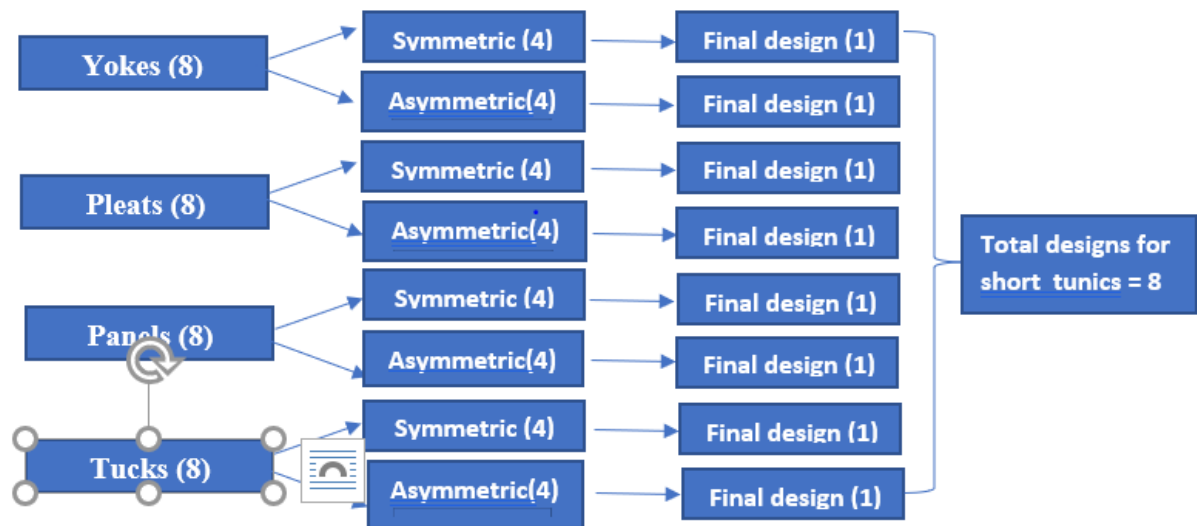 Yokes (8)
Symmetric (4)
Final design (1)
Asymmetric(4)
Final design (1)
Pleats (8)
Symmetric (4)
Final design (1)
Asymmetric(4)
Final design (1)
Panels (8)
Symmetric (4)
Final design (1)
Asymmetric(4)
Final design (1)
Tucks (8)
Symmetric (4)
Final design (1)
Asymmetric(4)
Final design (1)
Total designs for
short tunics = 8